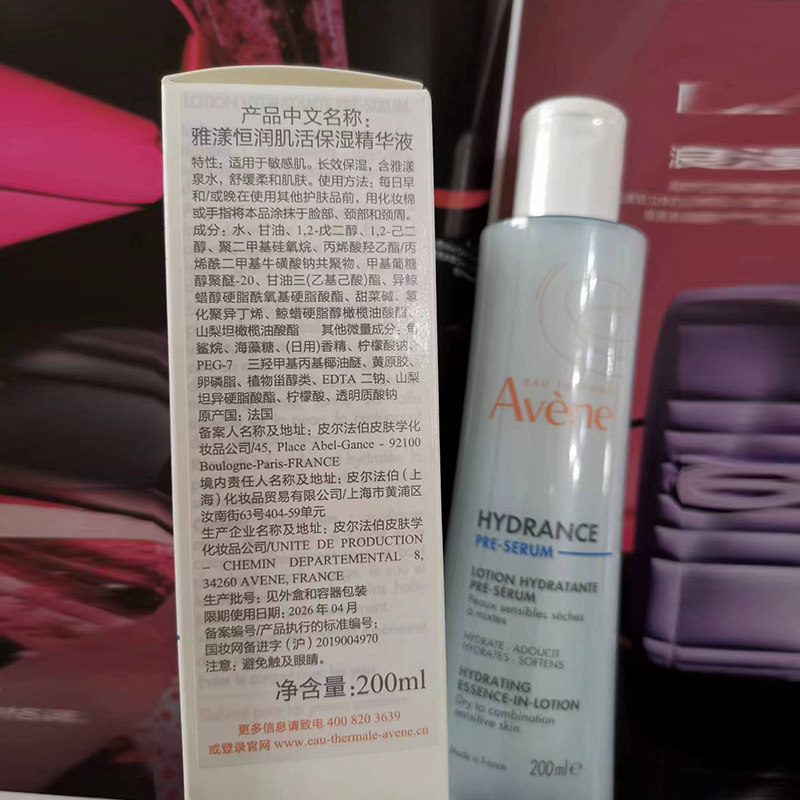 产品中文名称：
雅漾恒润肌活保湿精华液
特性：适用于敏感肌。长效保湿，含雅漾
泉水，舒缓柔和肌肤。使用方法：每日早
和/或晚在使用其他护肤品前，用化妆棉
或手指将本品涂抹于脸部、颈部和颈周。
成分：水、甘油、1,2-戊二醇、1,2-己二
醇、聚二甲基硅氧烷、丙烯酸羟乙酯/丙
烯酰二甲基牛磺酸钠共聚物、甲基葡糖
醇聚醚-20、甘油三(乙基己酸)酯、异鲸
蜡醇硬脂酰氧基硬脂酸酯、甜菜碱、氢
化聚异丁烯、鲸蜡硬脂醇橄榄油酸酯、
山梨坦橄榄油酸酯 其他微量成分：角
鲨烷、海藻糖、(日用)香精、柠檬酸钠、
PEG-7 三羟甲基丙基椰油醚、黄原胶、
卵磷脂、植物甾醇类、EDTA 二钠、山梨
坦异硬脂酸酯、柠檬酸、透明质酸钠
原产国：法国
备案人名称及地址：皮尔法伯皮肤学化
妆品公司/45, Place Abel-Gance - 92100
Boulogne-Paris-FRANCE
境内责任人名称及地址：皮尔法伯（上
海）化妆品贸易有限公司/上海市黄浦区
汝南街63号404-59单元
生产企业名称及地址：皮尔法伯皮肤学
化妆品公司/UNITE DE PRODUCTION
– CHEMIN DEPARTEMENTAL 8,
34260 AVENE, FRANCE
生产批号：见外盒和容器包装
限期使用日期：2026 年 04 月
备案编号/产品执行的标准编号：
国妆网备进字（沪）2019004970
注意：避免触及眼睛。
净含量：200ml
更多信息请致电 400 820 3639
或登录官网 www.eau-thermale-avene.cn
EAU THERMALE
Avène
HYDRANCE
PRE-SERUM
LOTION HYDRATANTE
PRÉ-SÉRUM
Peaux sensibles sèches
à mixtes
HYDRATE - ADOUCIT
HYDRATES - SOFTENS
HYDRATING
ESSENCE-IN-LOTION
Dry to combination
sensitive skin
Made in France
200 ml e